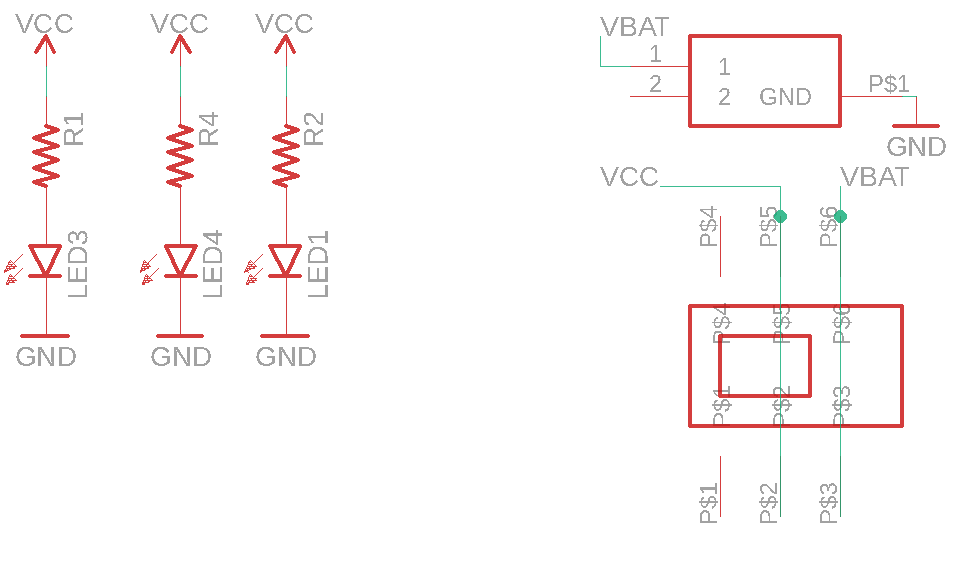 VCC
VCC
VCC
R1
R4
R2
LED3
LED4
LED1
GND
GND
GND
VBAT
1
2
1
2
GND
P$1
GND
VCC
VBAT
P$4
P$5
P$6
P$4
P$5
P$6
P$1
P$2
P$3
P$1
P$2
P$3